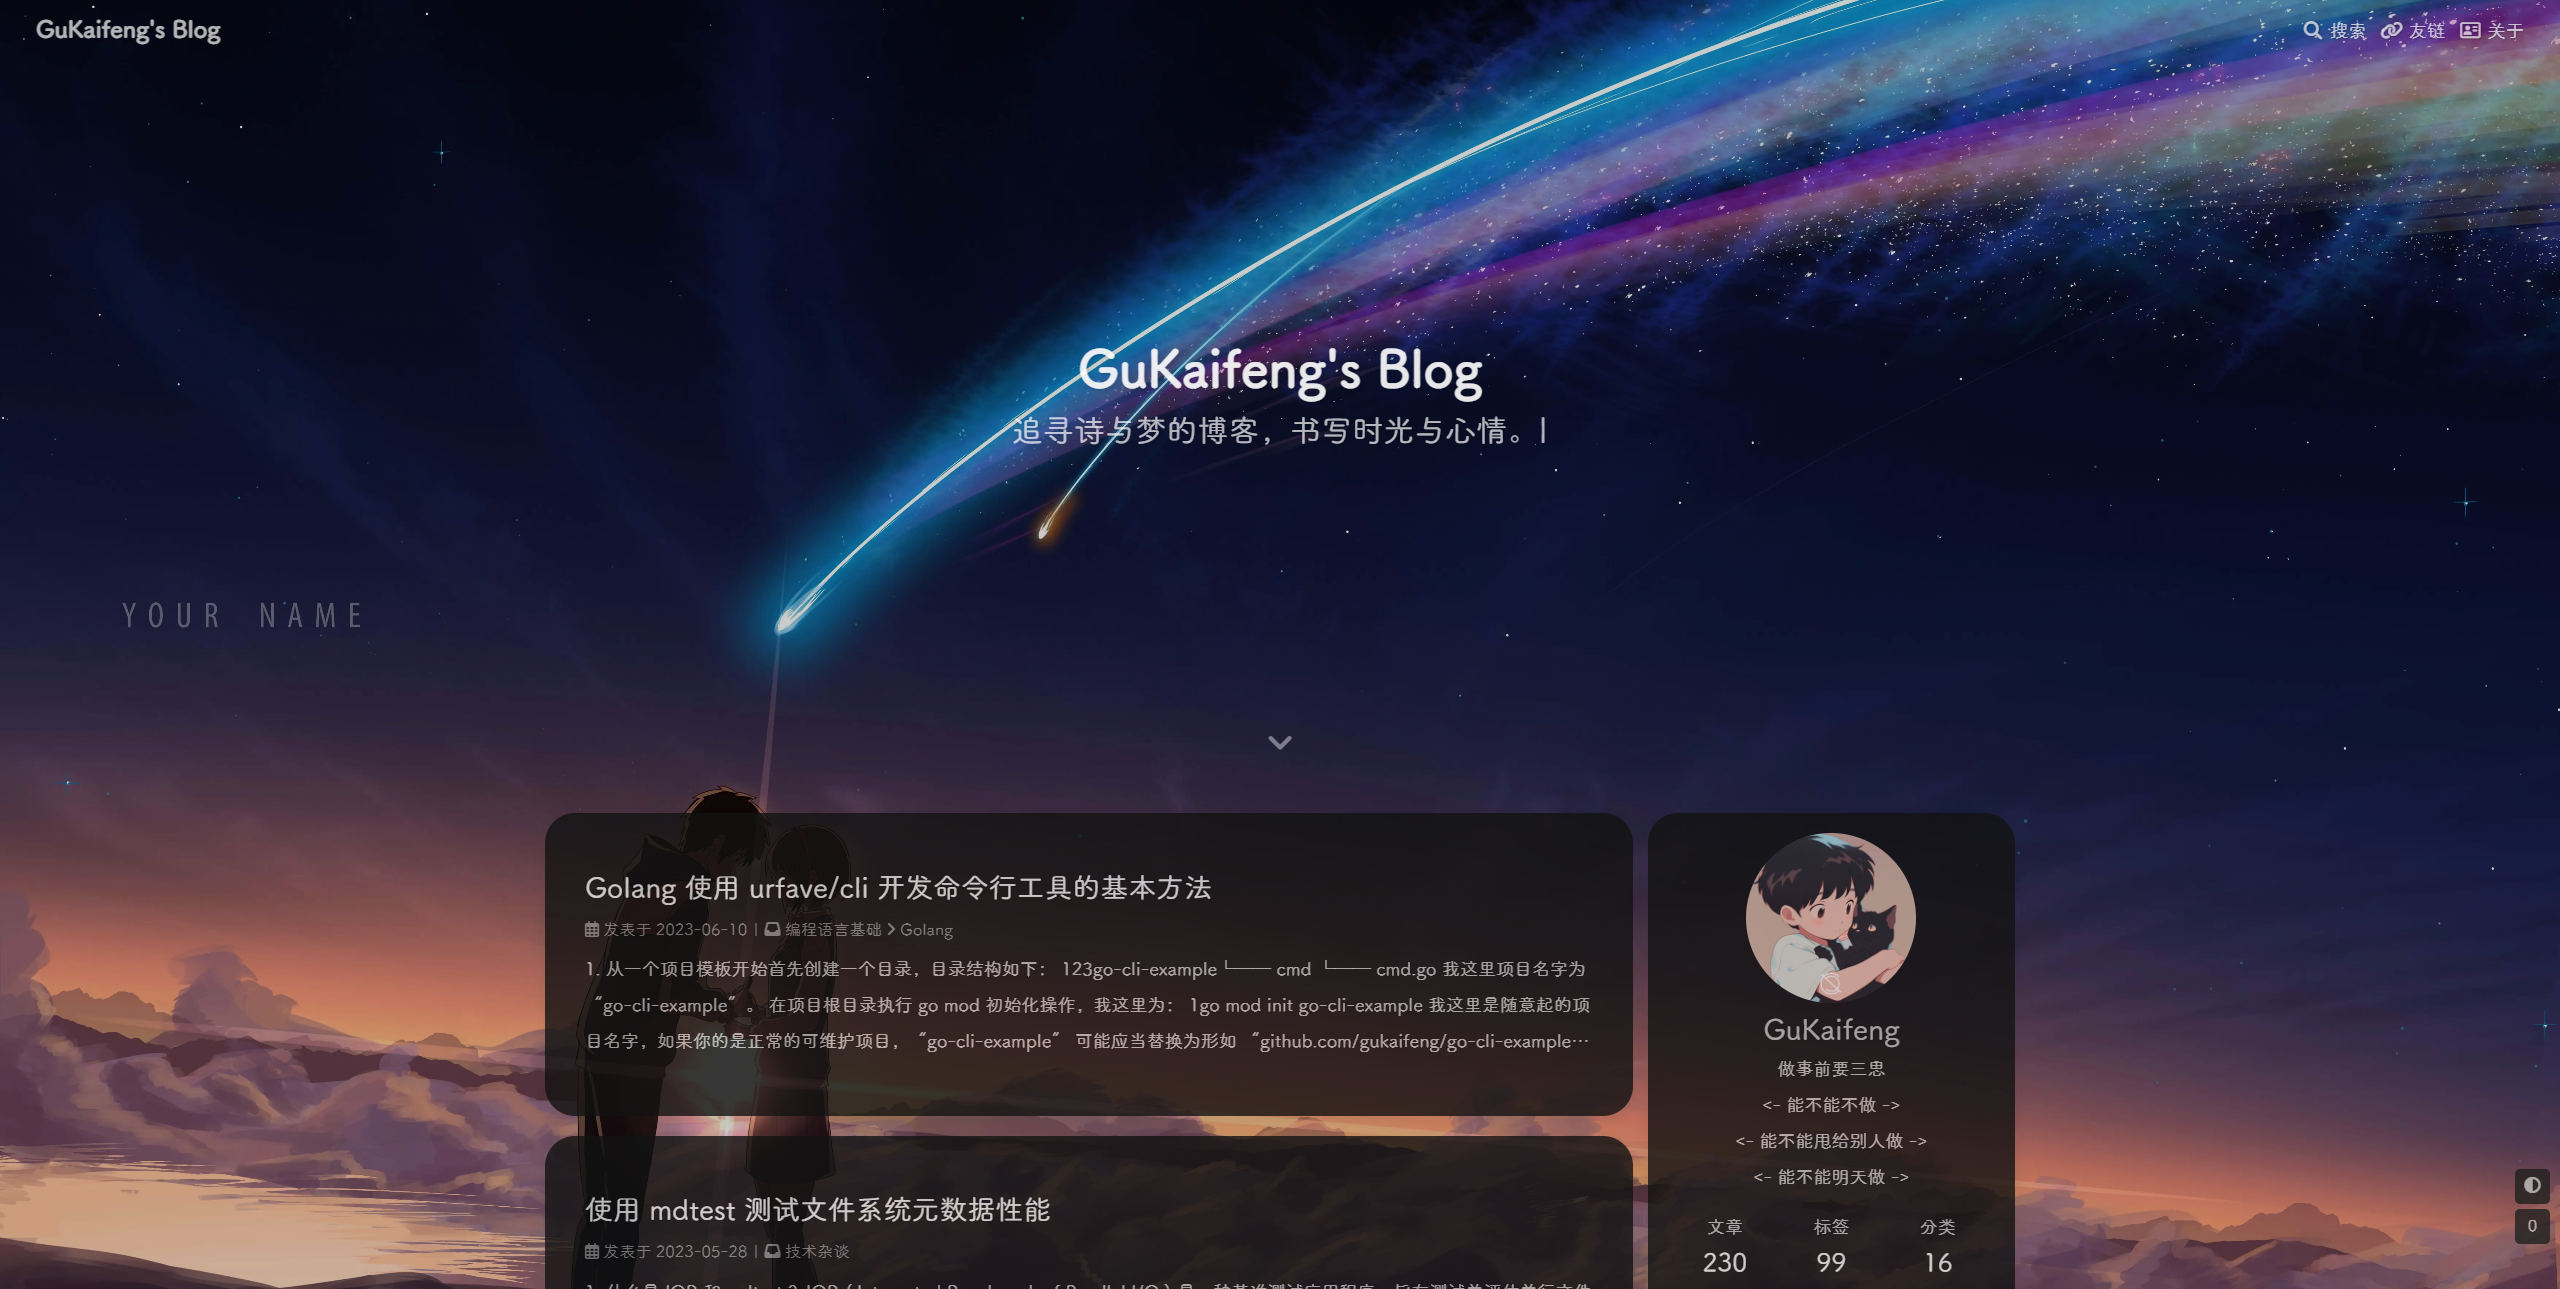 GuKaifeng's Blog
搜索 友链 关于
GuKaifeng's Blog
追寻诗与梦的博客，书写时光与心情。|
YOUR NAME
Golang 使用 urfave/cli 开发命令行工具的基本方法
发表于 2023-06-10 | 编程语言基础 > Golang
1. 从一个项目模板开始首先创建一个目录，目录结构如下： 123go-cli-example└── cmd └── cmd.go 我这里项目名字为
“go-cli-example” 。在项目根目录执行 go mod 初始化操作，我这里为： 1go mod init go-cli-example 我这里是随意起的项
目名字，如果你的是正常的可维护项目， “go-cli-example” 可能应当替换为形如 “github.com/gukaifeng/go-cli-example…
使用 mdtest 测试文件系统元数据性能
发表于 2023-05-28 | 技术杂谈
GuKaifeng
做事前要三思
<- 能不能不做 ->
<- 能不能甩给别人做 ->
<- 能不能明天做 ->
文章 标签 分类
230 99 16
0